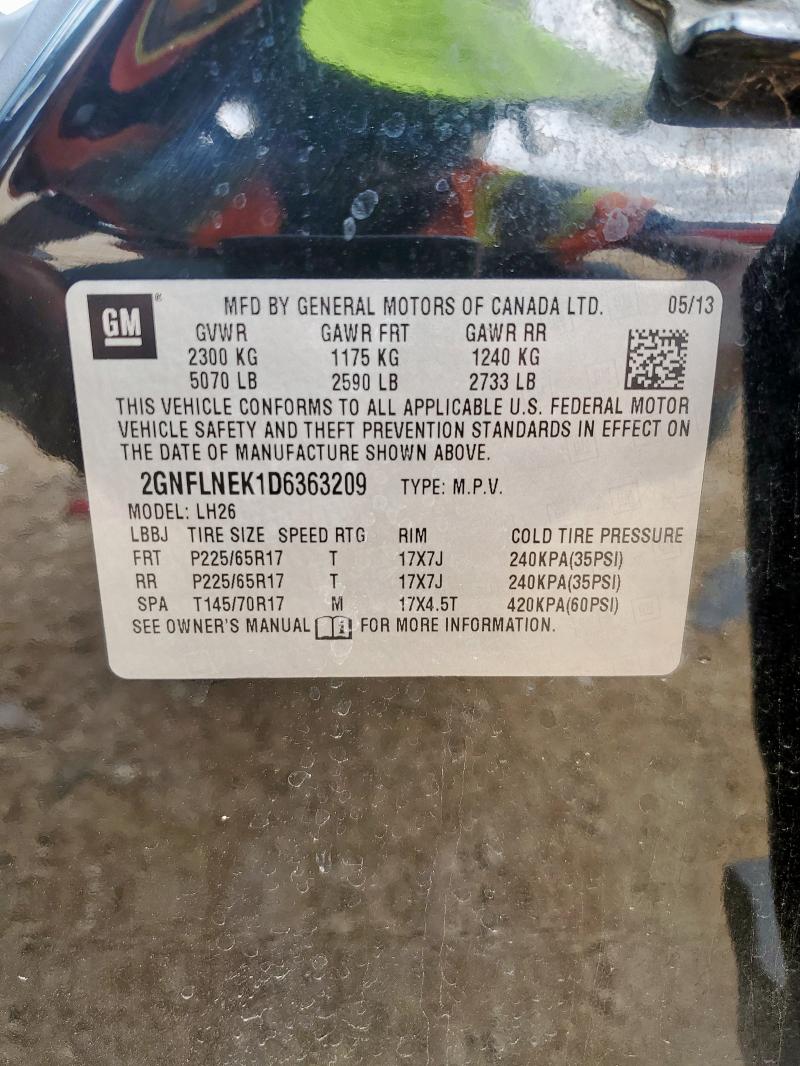 GM
MFD BY GENERAL MOTORS OF CANADA LTD. 05/13
GVWR GAWR FRT GAWR RR
2300 KG 1175 KG 1240 KG
5070 LB 2590 LB 2733 LB
THIS VEHICLE CONFORMS TO ALL APPLICABLE U.S. FEDERAL MOTOR
VEHICLE SAFETY AND THEFT PREVENTION STANDARDS IN EFFECT ON
THE DATE OF MANUFACTURE SHOWN ABOVE.
2GNFLNEK1D6363209 TYPE: M.P.V.
MODEL: LH26
LBBJ TIRE SIZE SPEED RTG RIM COLD TIRE PRESSURE
FRT P225/65R17 T 17X7J 240KPA(35PSI)
RR P225/65R17 T 17X7J 240KPA(35PSI)
SPA T145/70R17 M 17X4.5T 420KPA(60PSI)
SEE OWNER'S MANUAL FOR MORE INFORMATION.